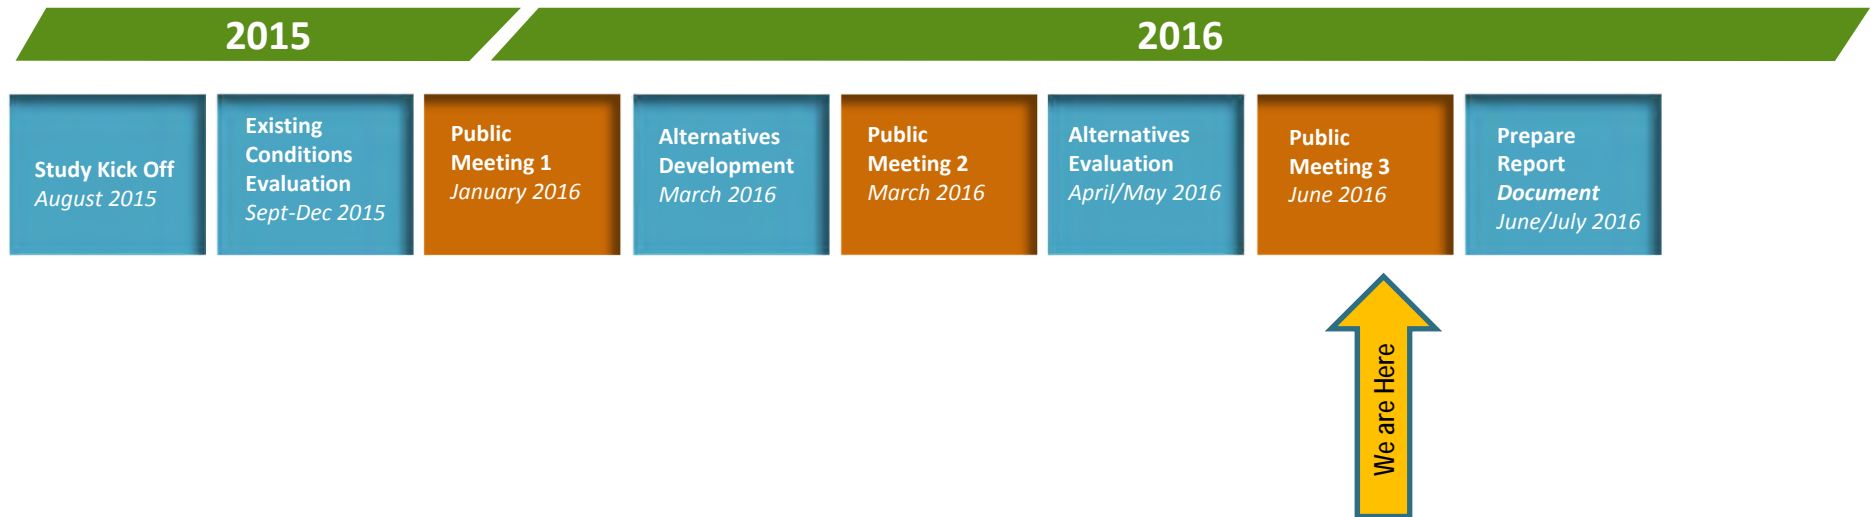 2015
2016
Study Kick Off
August 2015
Existing
Conditions
Evaluation
Sept-Dec 2015
Public
Meeting 1
January 2016
Alternatives
Development
March 2016
Public
Meeting 2
March 2016
Alternatives
Evaluation
April/May 2016
Public
Meeting 3
June 2016
Prepare
Report
Document
June/July 2016
We are Here